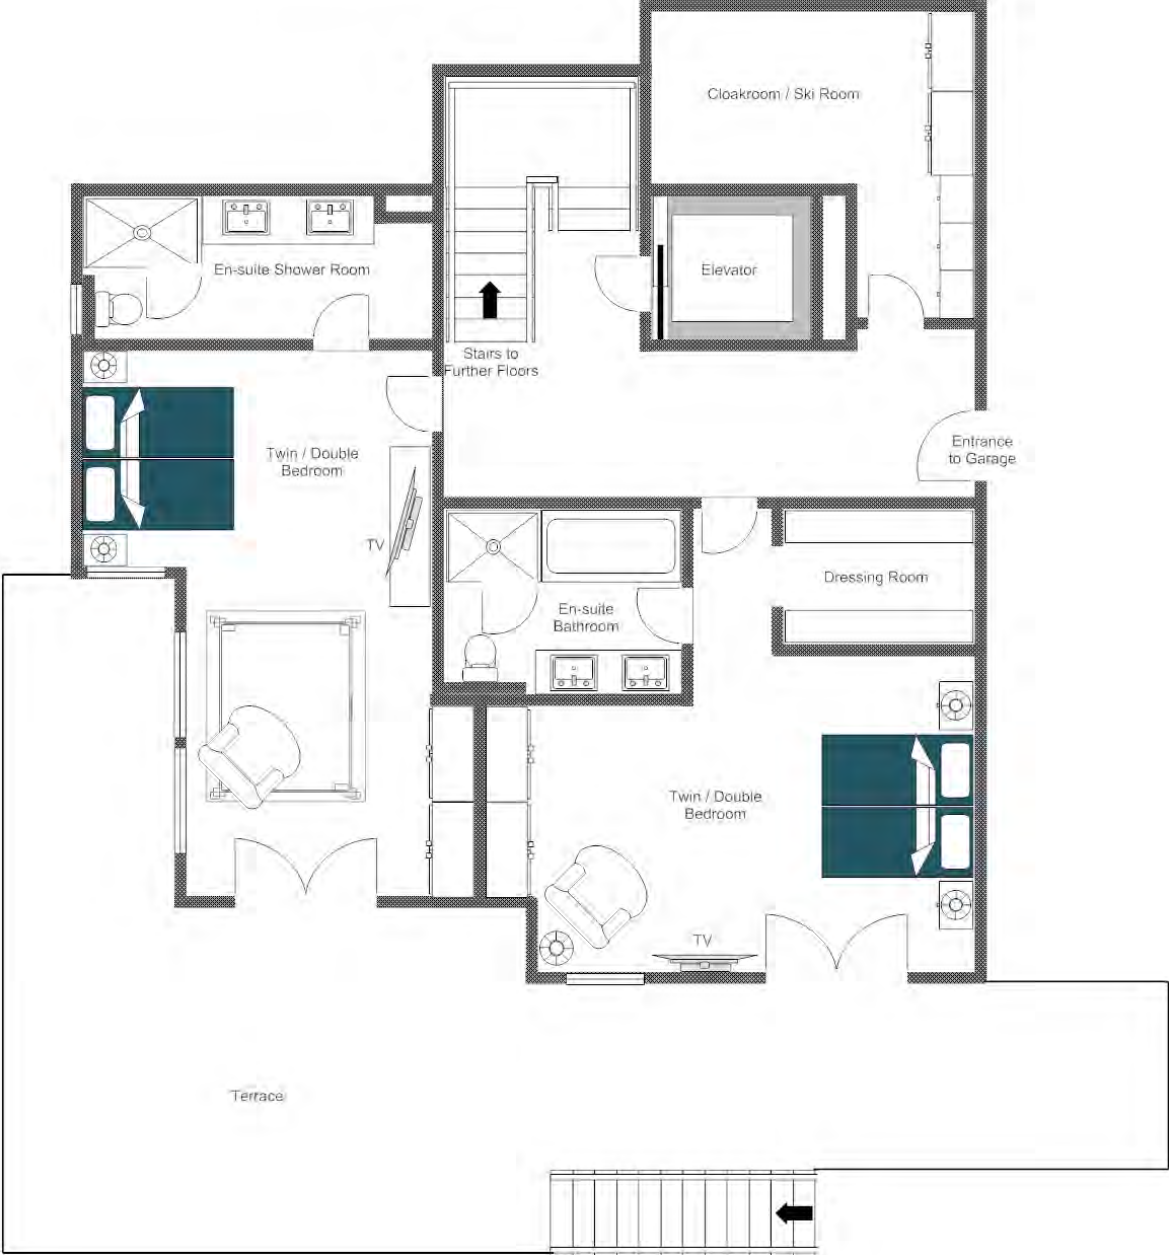 Cloakroom / Ski Room
En-suite Shower Room
Elevator
Stairs to
Further Floors
Entrance
to Garage
Twin / Double
Bedroom
TV
Dressing Room
En-suite
Bathroom
Twin / Double
Bedroom
TV
Terrace